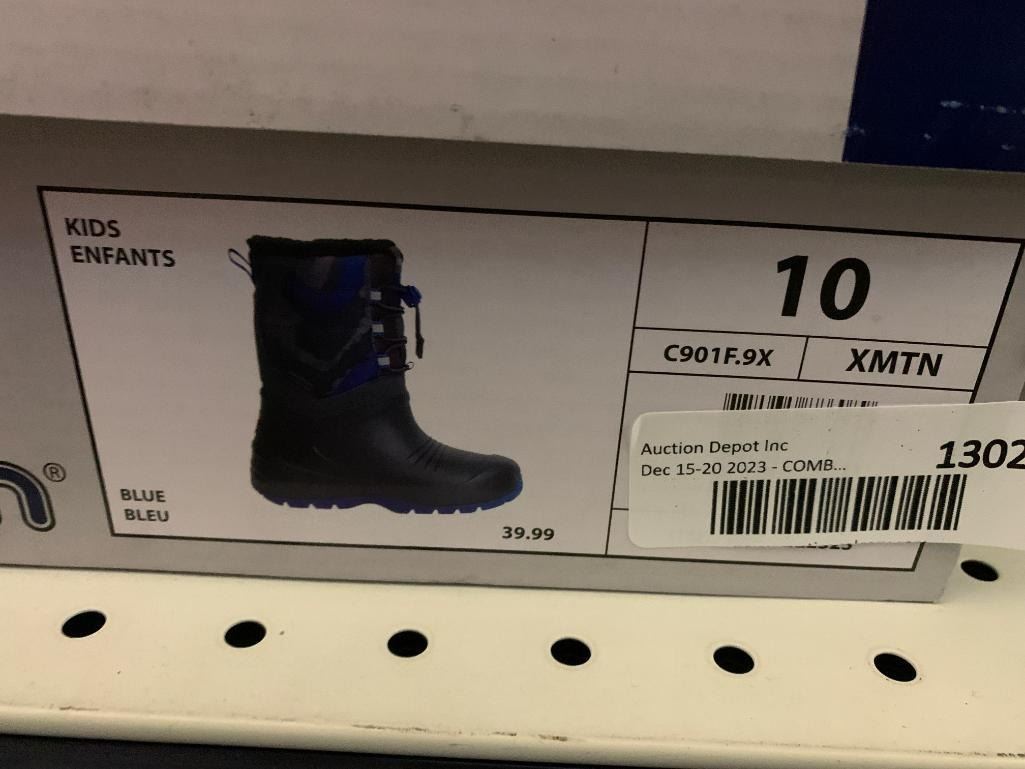 KIDS
ENFANTS
10
C901F.9X
XMTN
Auction Depot Inc
1302
Dec 15-20 2023 - COMB...
®
BLUE
BLEU
39.99